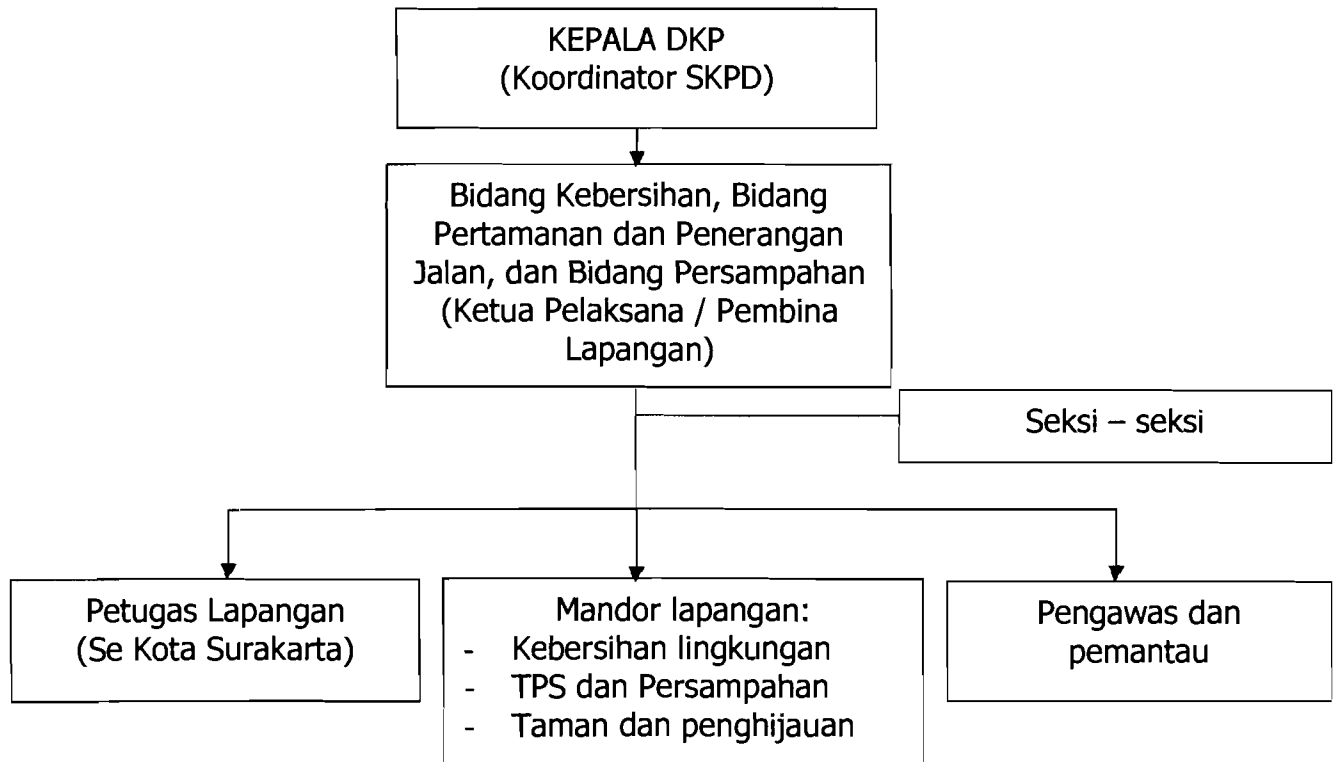 KEPALA DKP
(Koordinator SKPD)
Bidang Kebersihan, Bidang
Pertamanan dan Penerangan
Jalan, dan Bidang Persampahan
(Ketua Pelaksana / Pembina
Lapangan)
Seksi – seksi
Petugas Lapangan
(Se Kota Surakarta)
Mandor lapangan:
- Kebersihan lingkungan
- TPS dan Persampahan
- Taman dan penghijauan
Pengawas dan
pemantau